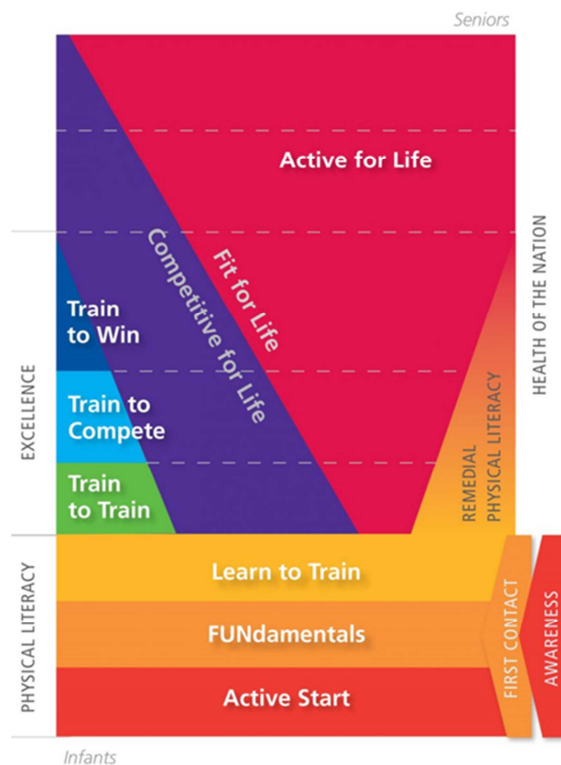 Seniors
Active for Life
Fit for Life
Competitive for Life
Train
to Win
Train to
Compete
Train
to Train
EXCELLENCE
HEALTH OF THE NATION
REMEDIAL
PHYSICAL LITERACY
Learn to Train
FUNdamentals
Active Start
PHYSICAL LITERACY
FIRST CONTACT
AWARENESS
Infants